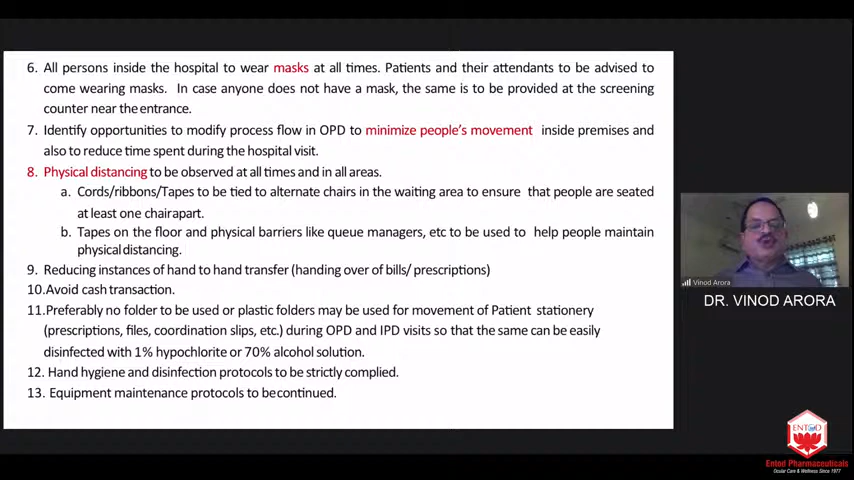 6. All persons inside the hospital to wear masks at all times. Patients and their attendants to be advised to
come wearing masks. In case anyone does not have a mask, the same is to be provided at the screening
counter near the entrance.
7. Identify opportunities to modify process flow in OPD to minimize people's movement inside premises and
also to reduce time spent during the hospital visit.
8. Physical distancing to be observed at all times and in all areas.
a. Cords/ribbons/Tapes to be tied to alternate chairs in the waiting area to ensure that people are seated
at least one chairapart.
b. Tapes on the floor and physical barriers like queue managers, etc to be used to help people maintain
physicaldistancing.
9. Reducing instances of hand to hand transfer (handing over of bills/ prescriptions)
10.Avoid cash transaction.
11.Preferably no folder to be used or plastic folders may be used for movement of Patient stationery
(prescriptions, files, coordination slips, etc.) during OPD and IPD visits so that the same can be easily
disinfected with 1% hypochlorite or 70% alcohol solution.
12. Hand hygiene and disinfection protocols to be strictly complied.
13. Equipment maintenance protocols to becontinued.
Vinod Arora
DR. VINOD ARORA
ENTOD
Entod Pharmaceuticals
Ocular Care & Wellness Since 1977